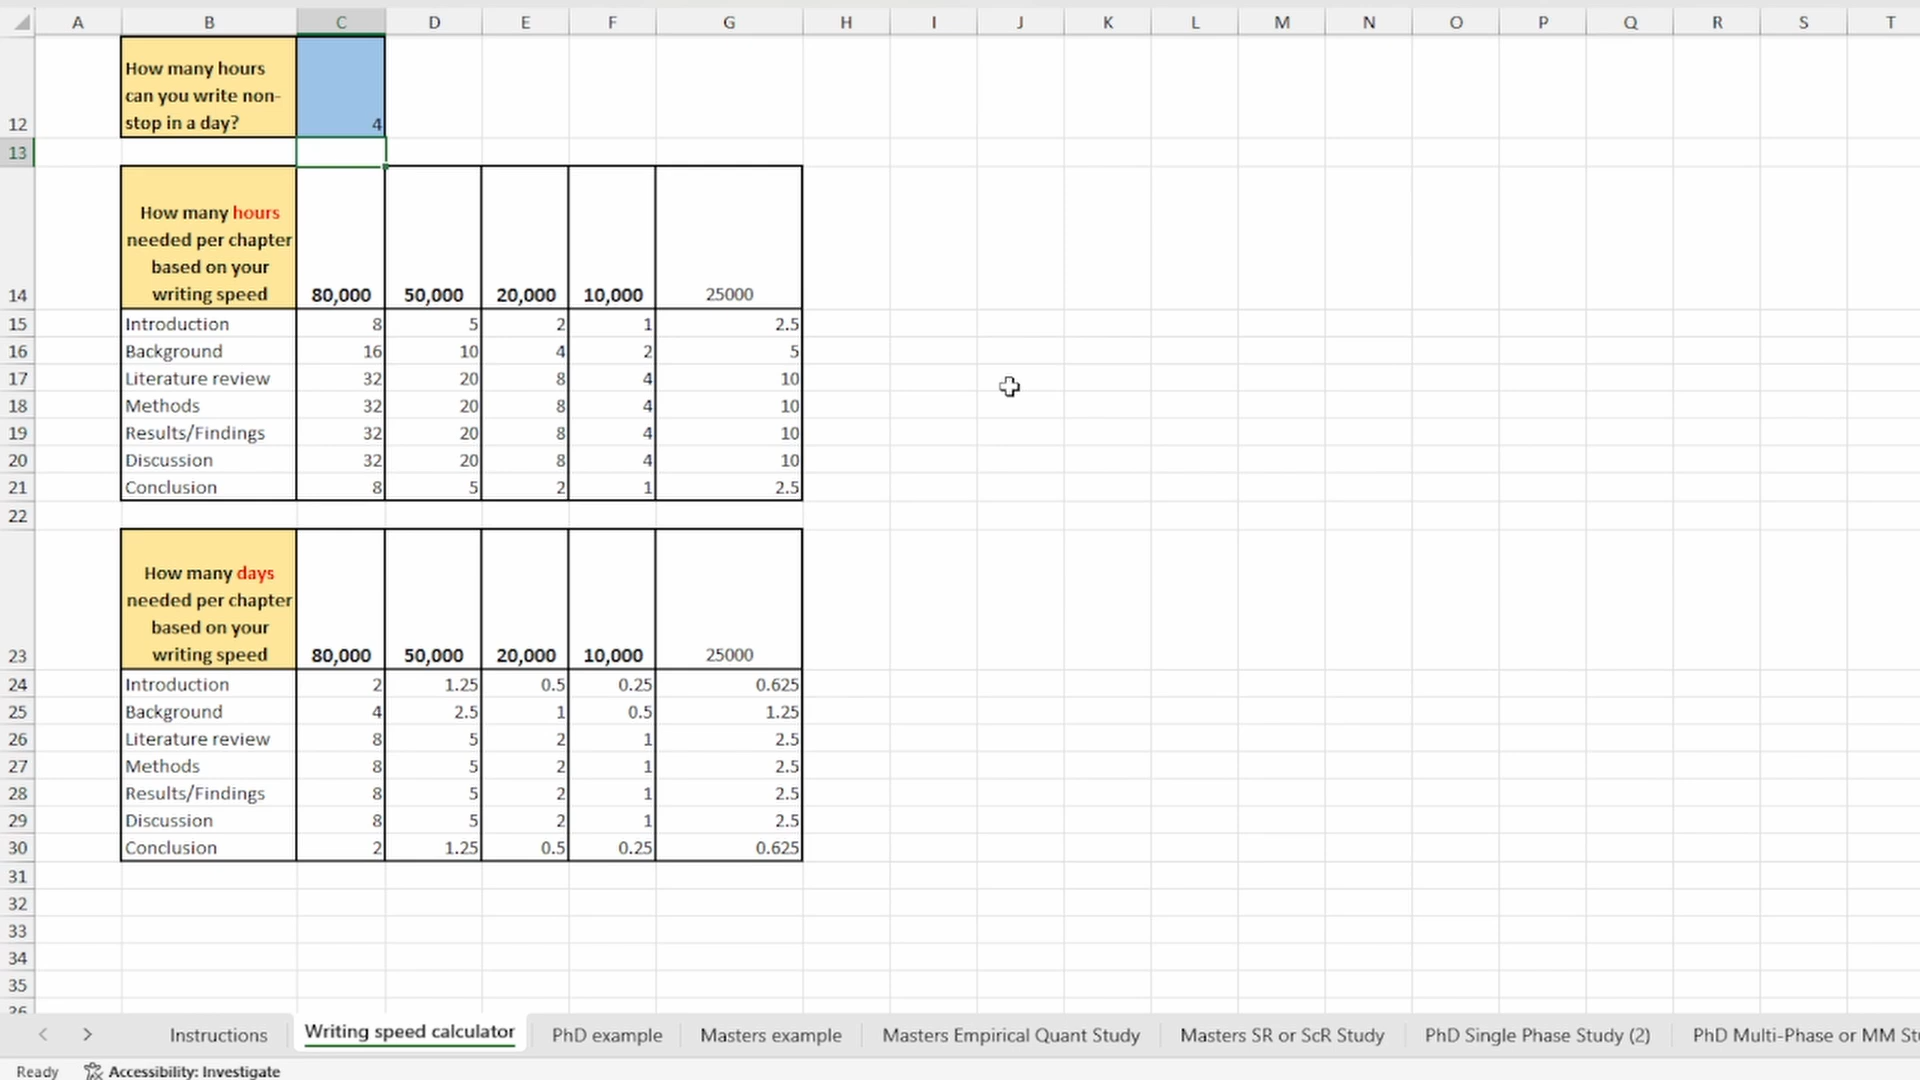 A B C D E F G H I J K L M N O P Q R S T
How many hours
can you write non-
12 stop in a day? 4
13
How many hours
needed per chapter
based on your
14 writing speed 80,000 50,000 20,000 10,000 25000
15 Introduction 8 5 2 1 2.5
16 Background 16 10 4 2 5
17 Literature review 32 20 8 4 10
18 Methods 32 20 8 4 10
19 Results/Findings 32 20 8 4 10
20 Discussion 32 20 8 4 10
21 Conclusion 8 5 2 1 2.5
22
How many days
needed per chapter
based on your
23 writing speed 80,000 50,000 20,000 10,000 25000
24 Introduction 2 1.25 0.5 0.25 0.625
25 Background 4 2.5 1 0.5 1.25
26 Literature review 8 5 2 1 2.5
27 Methods 8 5 2 1 2.5
28 Results/Findings 8 5 2 1 2.5
29 Discussion 8 5 2 1 2.5
30 Conclusion 2 1.25 0.5 0.25 0.625
31
32
33
34
35
Instructions Writing speed calculator PhD example Masters example Masters Empirical Quant Study Masters SR or ScR Study PhD Single Phase Study (2) PhD Multi-Phase or MM
Ready Accessibility: Investigate